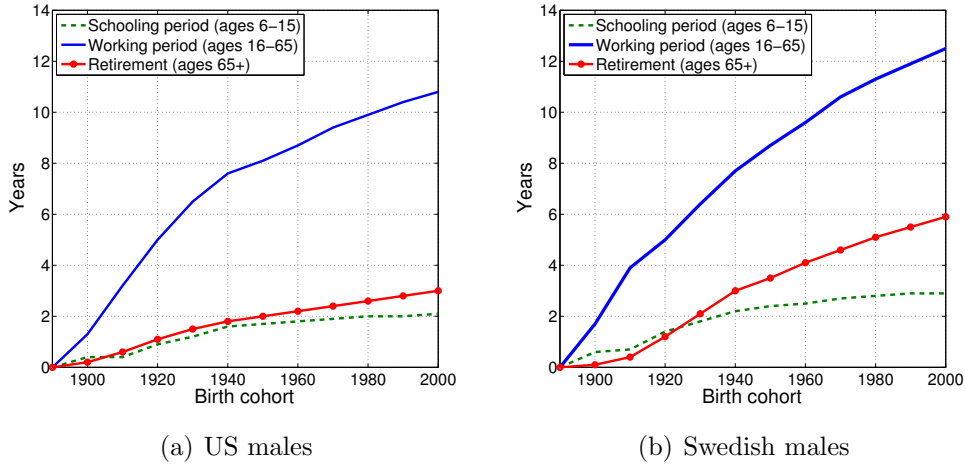 14
12
10
8
6
4
2
0
Years
Schooling period (ages 6−15)
Working period (ages 16−65)
Retirement (ages 65+)
1900 1920 1940 1960 1980 2000
Birth cohort
(a) US males
14
12
10
8
6
4
2
0
Years
Schooling period (ages 6−15)
Working period (ages 16−65)
Retirement (ages 65+)
1900 1920 1940 1960 1980 2000
Birth cohort
(b) Swedish males